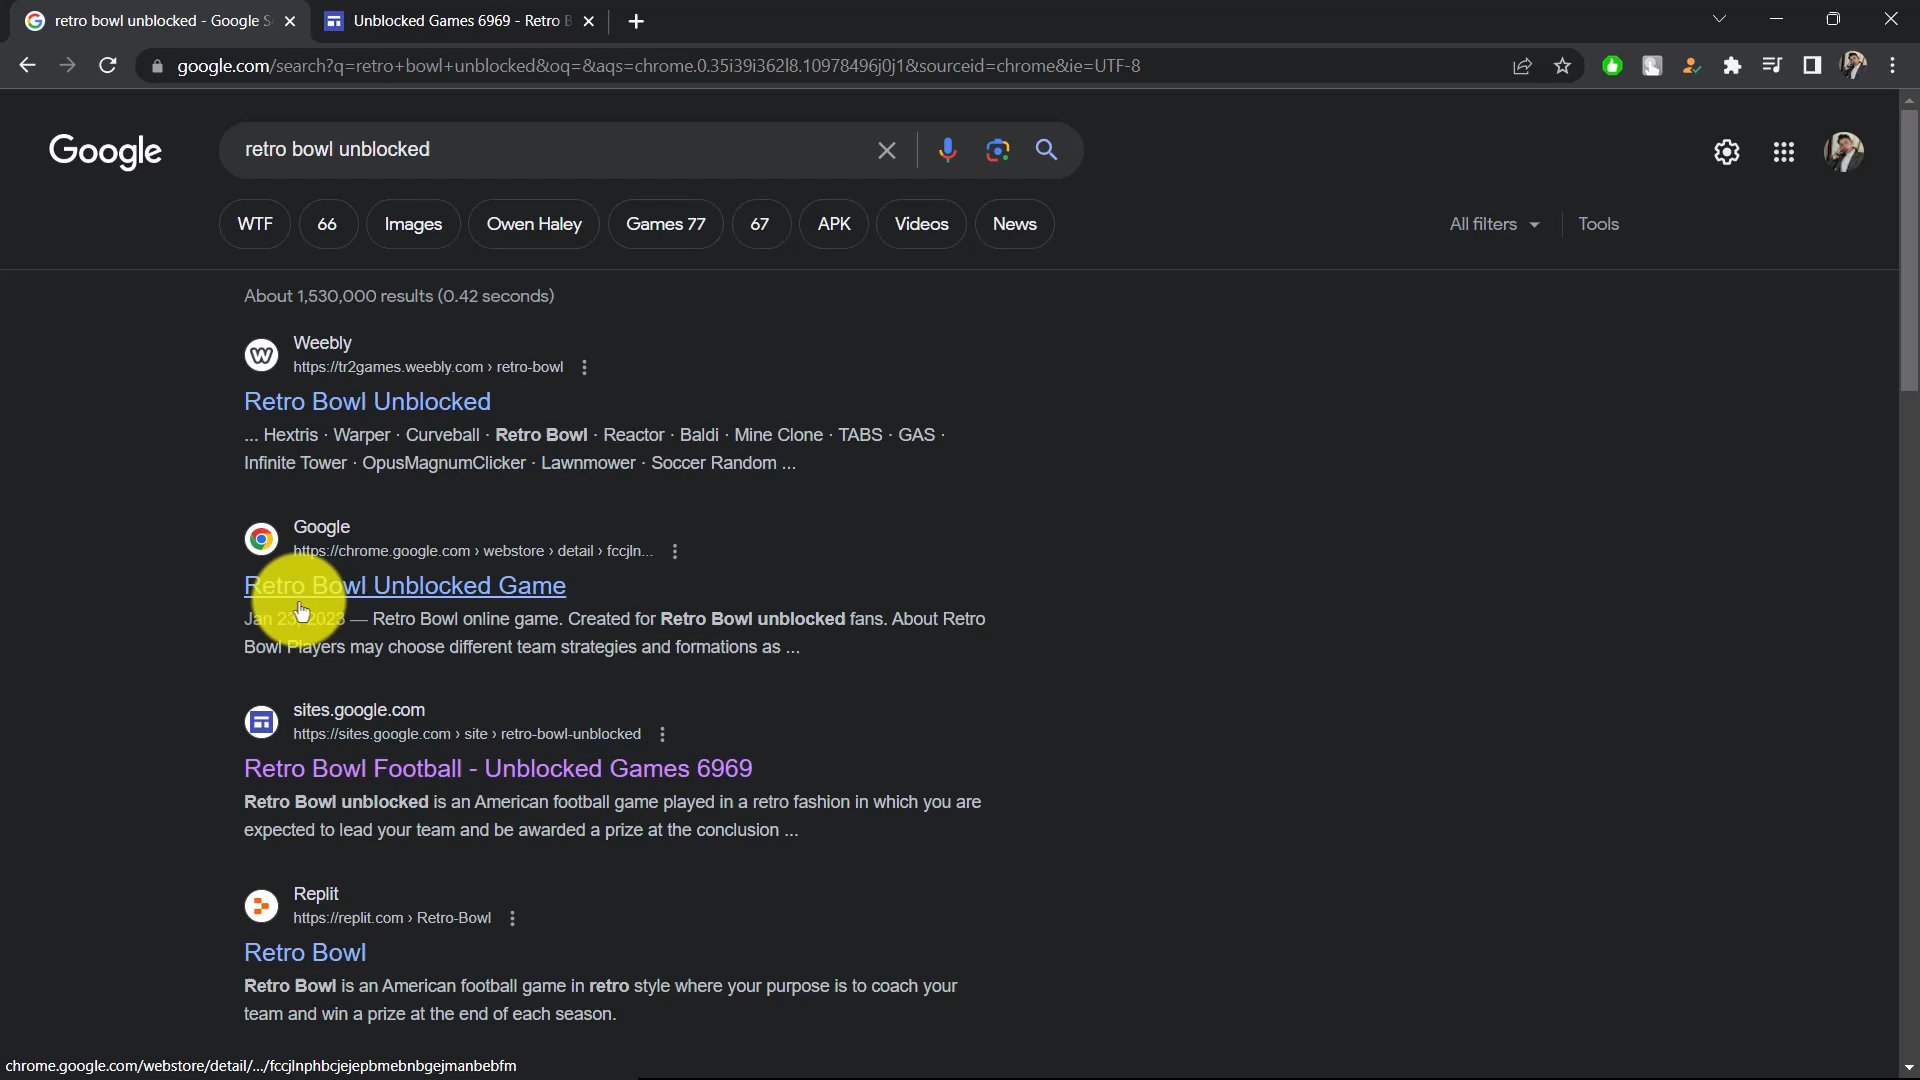 retro bowl unblocked - Google S
Unblocked Games 6969 - Retro B
google.com/search?q=retro+bowl+unblocked&oq=&aqs=chrome.0.35i39i362l8.10978496j0j1&sourceid=chrome&ie=UTF-8
Google
retro bowl unblocked
WTF
66
Images
Owen Haley
Games 77
67
APK
Videos
News
All filters
Tools
About 1,530,000 results (0.42 seconds)
Weebly
https://tr2games.weebly.com › retro-bowl
Retro Bowl Unblocked
... Hextris · Warper · Curveball · Retro Bowl · Reactor · Baldi · Mine Clone · TABS · GAS ·
Infinite Tower · OpusMagnumClicker · Lawnmower · Soccer Random ...
Google
https://chrome.google.com › webstore › detail › fccjln...
Retro Bowl Unblocked Game
Jan 23, 2023 — Retro Bowl online game. Created for Retro Bowl unblocked fans. About Retro
Bowl Players may choose different team strategies and formations as ...
sites.google.com
https://sites.google.com › site › retro-bowl-unblocked
Retro Bowl Football - Unblocked Games 6969
Retro Bowl unblocked is an American football game played in a retro fashion in which you are
expected to lead your team and be awarded a prize at the conclusion ...
Replit
https://replit.com › Retro-Bowl
Retro Bowl
Retro Bowl is an American football game in retro style where your purpose is to coach your
team and win a prize at the end of each season.
chrome.google.com/webstore/detail/.../fccjlnphbcjejepbmebnbgejmanbebfm